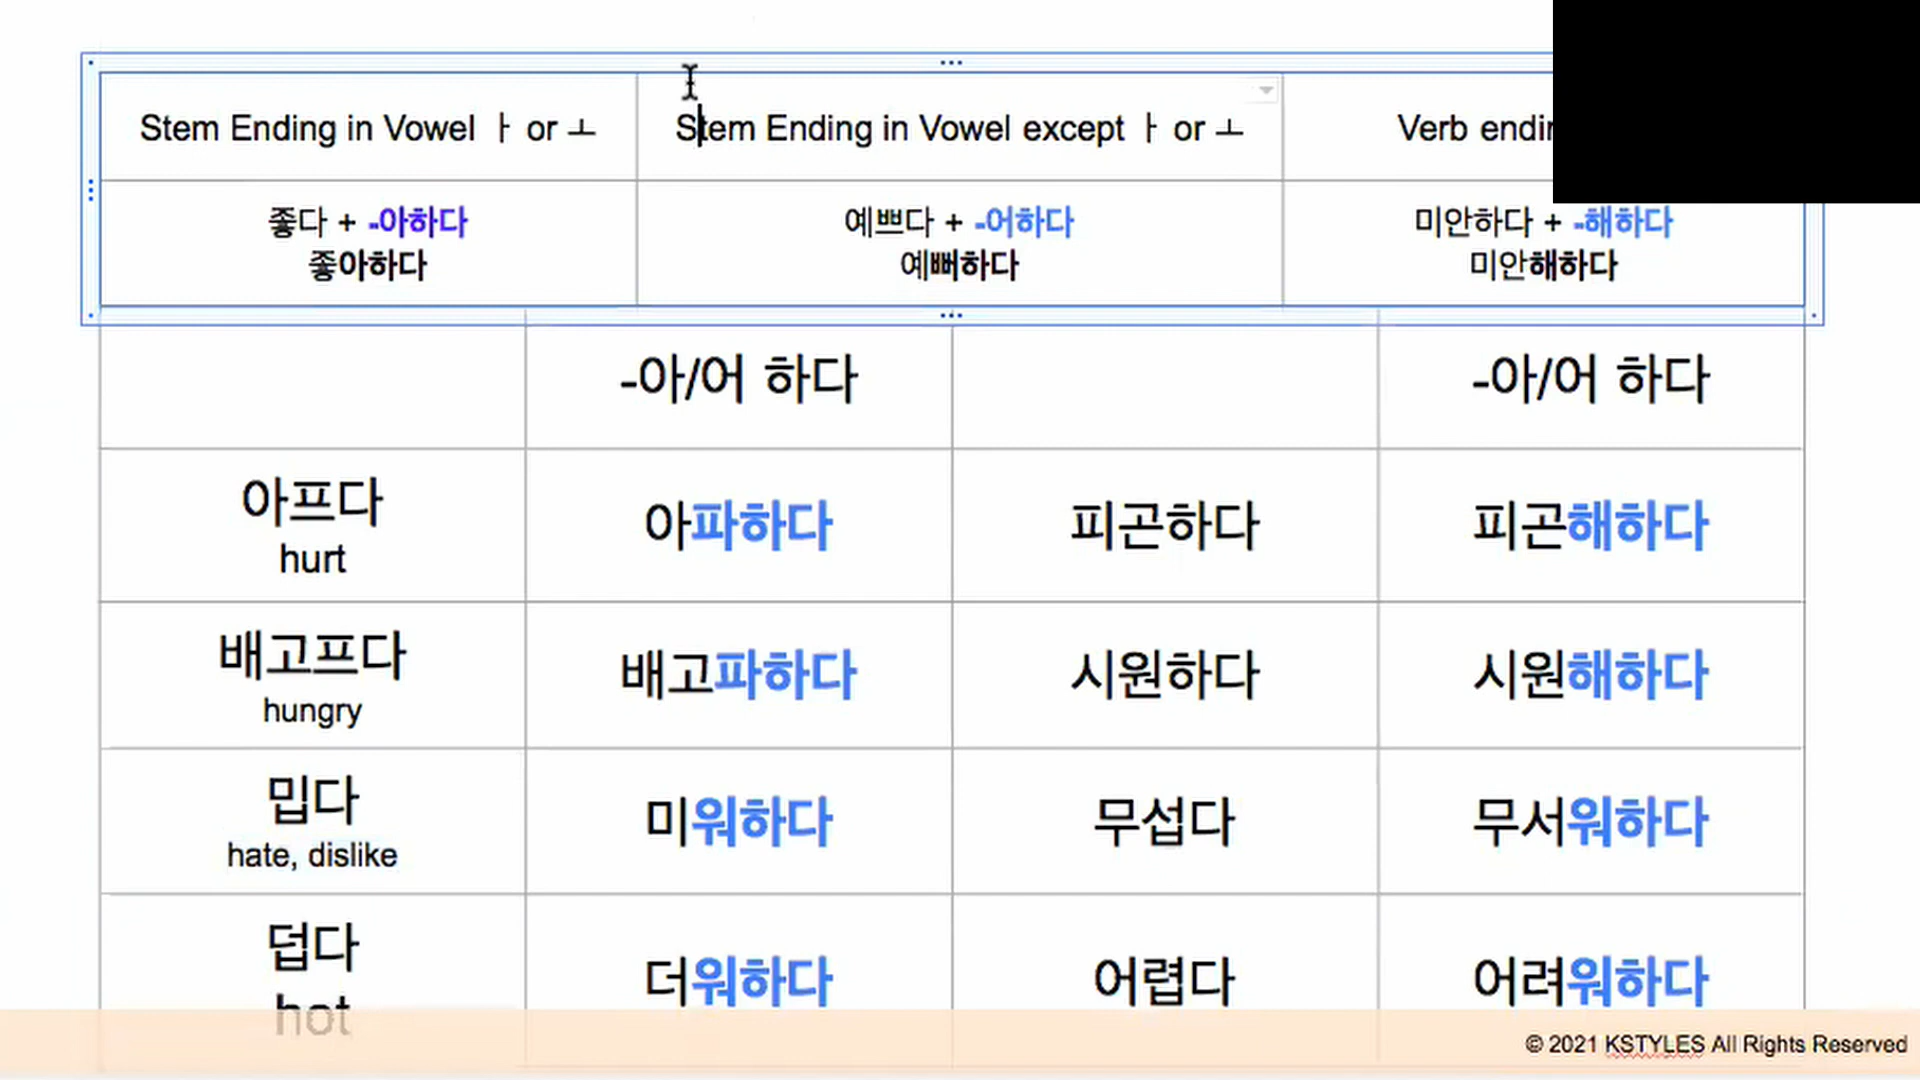 Stem Ending in Vowel ㅏ or ㅗ
Stem Ending in Vowel except ㅏ or ㅗ
Verb
좋다 + -아하다
좋아하다
예쁘다 + -어하다
예뻐하다
미안하다 + -해하다
미안해하다
-아/어 하다
-아/어 하다
아프다
hurt
아파하다
피곤하다
피곤해하다
배고프다
hungry
배고파하다
시원하다
시원해하다
밉다
hate, dislike
미워하다
무섭다
무서워하다
덥다
hot
더워하다
어렵다
어려워하다
© 2021 KSTYLES All Rights Reserved